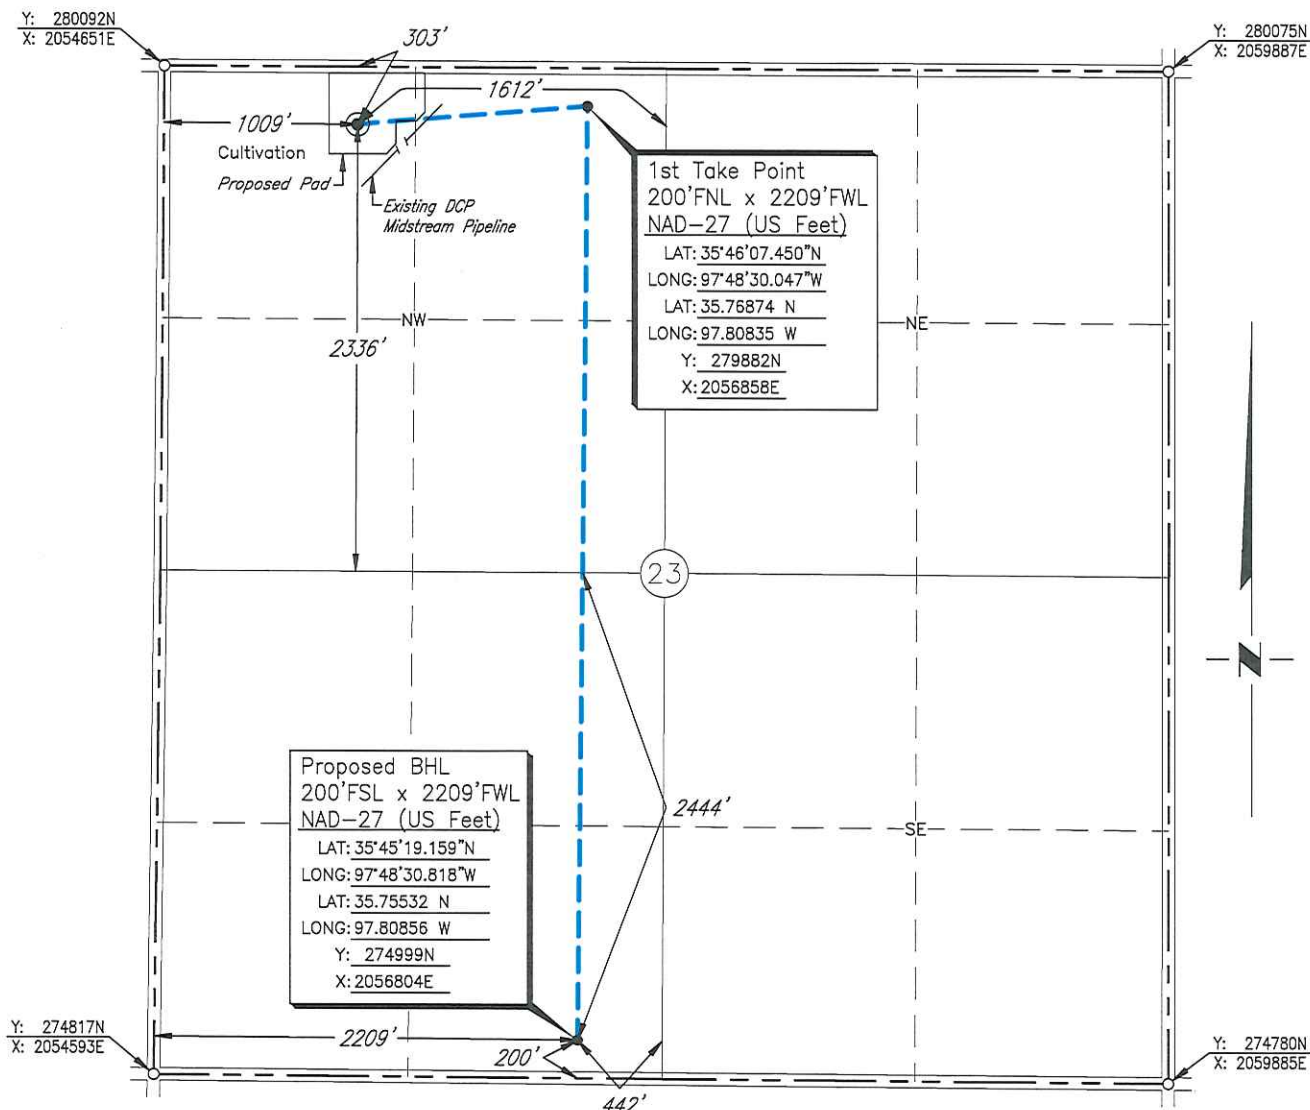 Y: 280092N
X: 2054651E
Y: 280075N
X: 2059887E
303'
1612'
1009'
Cultivation
Proposed Pad
Existing DCP
Midstream Pipeline
1st Take Point
200'FNL x 2209'FWL
NAD-27 (US Feet)
LAT: 35°46'07.450"N
LONG: 97°48'30.047"W
LAT: 35.76874 N
LONG: 97.80835 W
Y: 279882N
X: 2056858E
NW
NE
2336'
23
N
Proposed BHL
200'FSL x 2209'FWL
NAD-27 (US Feet)
LAT: 35°45'19.159"N
LONG: 97°48'30.818"W
LAT: 35.75532 N
LONG: 97.80856 W
Y: 274999N
X: 2056804E
2444'
SE
Y: 274817N
X: 2054593E
2209'
200'
442'
Y: 274780N
X: 2059885E